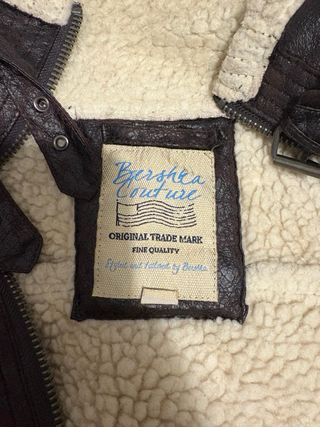 Bershka
Couture
ORIGINAL TRADE MARK
FINE QUALITY
Styled and Tailored by Bershka